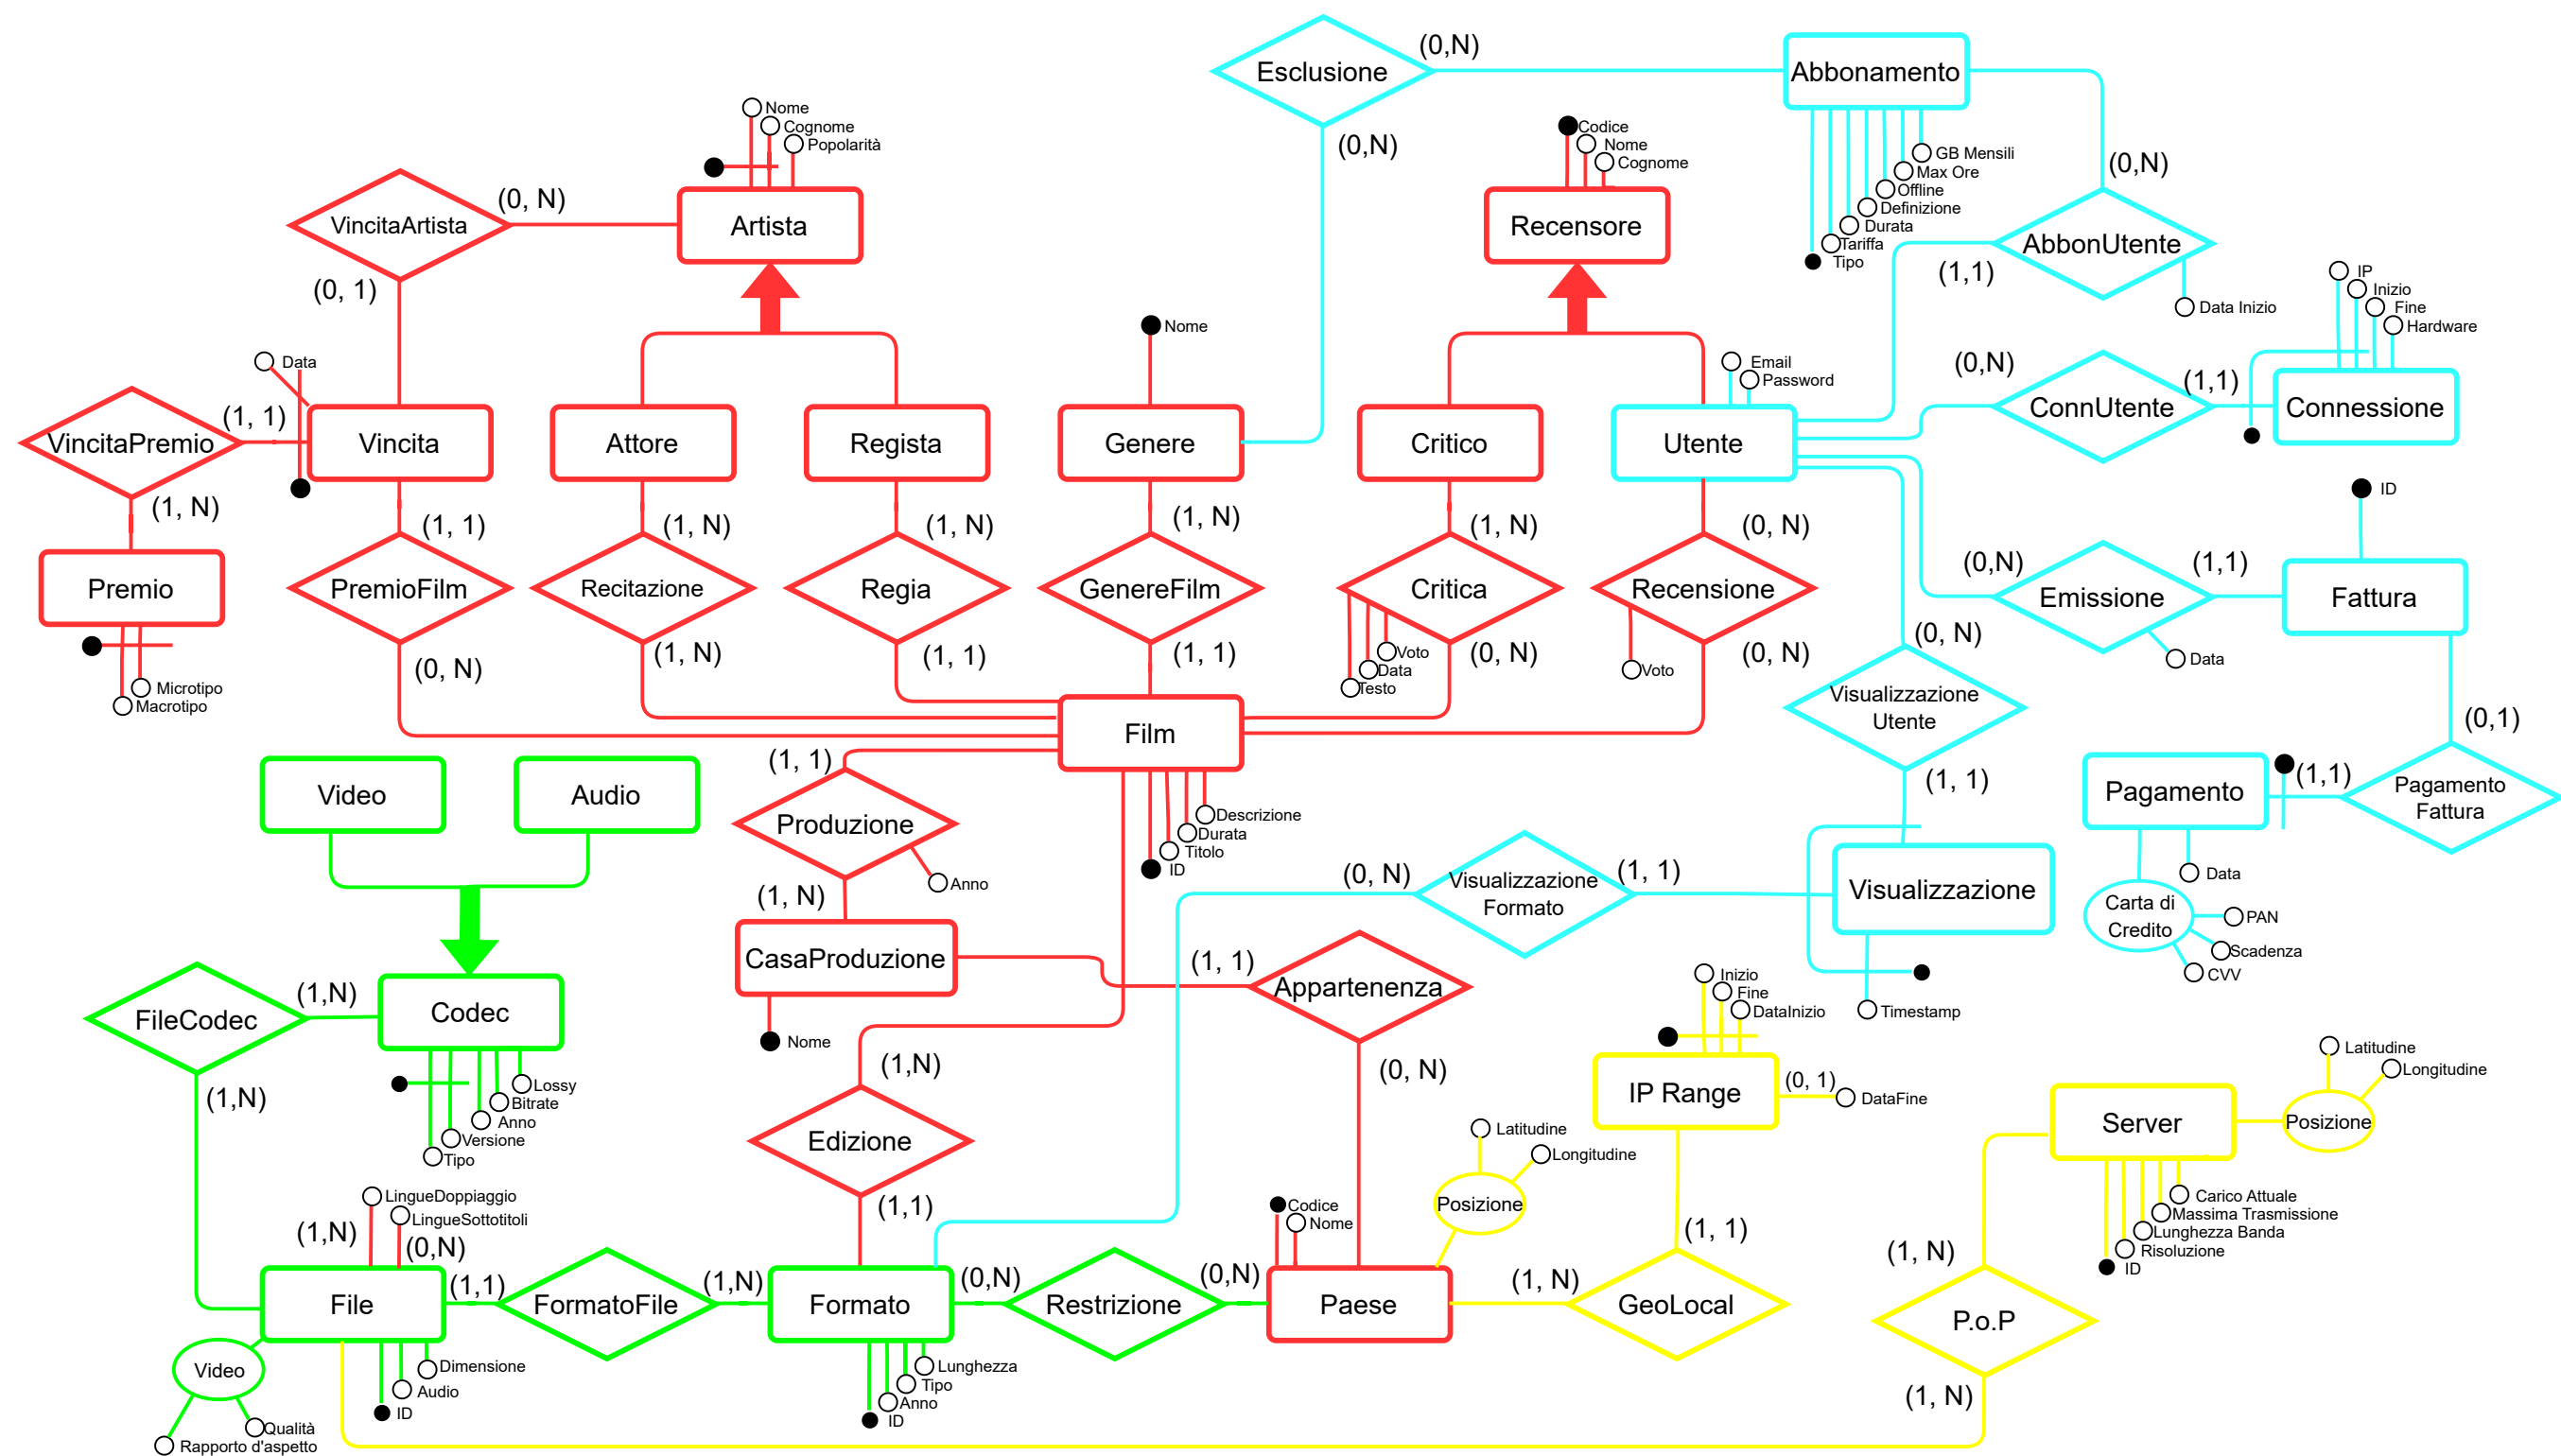 Esclusione
(0,N)
(0,N)
Abbonamento
GB Mensili
Max Ore
Offline
Definizione
Durata
Tariffa
Tipo
(0,N)
AbbonUtente
(1,1)
Data Inizio
Nome
Cognome
Popolarità
Artista
(0, N)
VincitaArtista
(0, 1)
Codice
Nome
Cognome
Recensore
IP
Inizio
Fine
Hardware
(0,N)
ConnUtente
(1,1)
Connessione
Data
VincitaPremio
(1, 1)
Vincita
Attore
Regista
Nome
Genere
Critico
Email
Password
Utente
(1, N)
Premio
Microtipo
Macrotipo
(1, 1)
PremioFilm
(0, N)
(1, N)
Recitazione
(1, N)
(1, N)
Regia
(1, 1)
(1, N)
GenereFilm
(1, 1)
(1, N)
Critica
Voto
Data
Testo
(0, N)
(0, N)
Recensione
Voto
(0, N)
ID
(0,N)
Emissione
(1,1)
Fattura
Data
(0, N)
Visualizzazione
Utente
(1, 1)
(0,1)
Pagamento
Fattura
(1,1)
Pagamento
Data
Carta di
Credito
PAN
Scadenza
CVV
Film
Descrizione
Durata
Titolo
ID
(1, 1)
Produzione
Anno
(1, N)
CasaProduzione
Nome
Video
Audio
Codec
Lossy
Bitrate
Anno
Versione
Tipo
(1,N)
FileCodec
(1,N)
(0, N)
Visualizzazione
Formato
(1, 1)
Visualizzazione
Timestamp
(1, 1)
Appartenenza
(0, N)
Inizio
Fine
DataInizio
IP Range
(0, 1)
DataFine
Latitudine
Longitudine
Posizione
Server
Carico Attuale
Massima Trasmissione
Lunghezza Banda
Risoluzione
ID
(1,N)
Edizione
(1,1)
Latitudine
Longitudine
Posizione
LingueDoppiaggio
LingueSottotitoli
(1,N)
(0,N)
File
(1,1)
FormatoFile
(1,N)
Formato
(0,N)
Restrizione
(0,N)
Codice
Nome
Paese
(1, N)
GeoLocal
(1, 1)
(1, N)
P.o.P
(1, N)
Video
Qualità
Rapporto d'aspetto
Dimensione
Audio
ID
Lunghezza
Tipo
Anno
ID